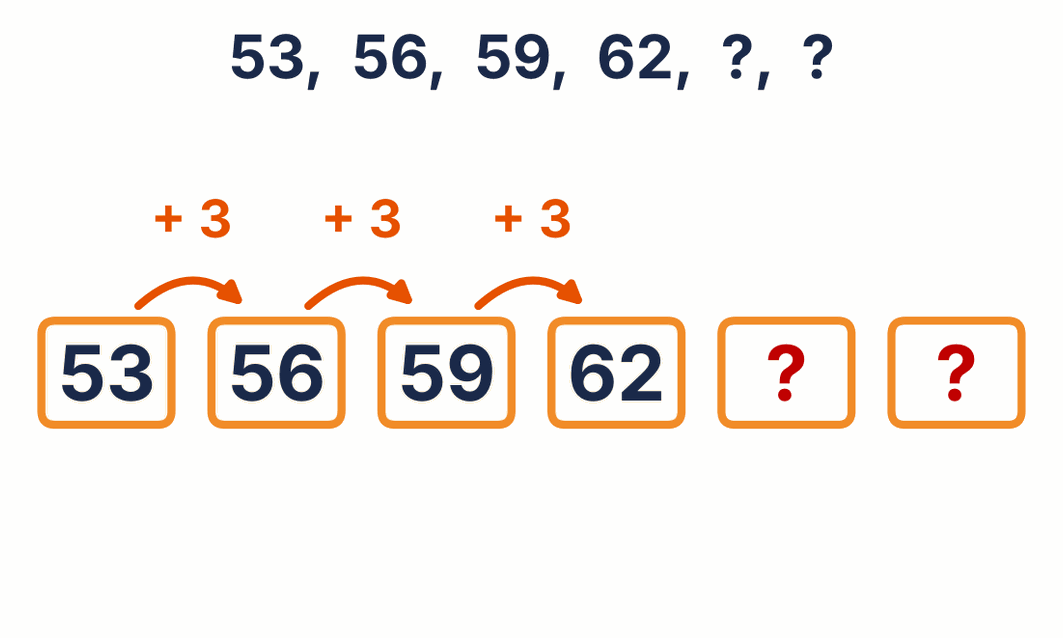 53, 56, 59, 62, ?, ?
+ 3 + 3 + 3
53 56 59 62 ? ?